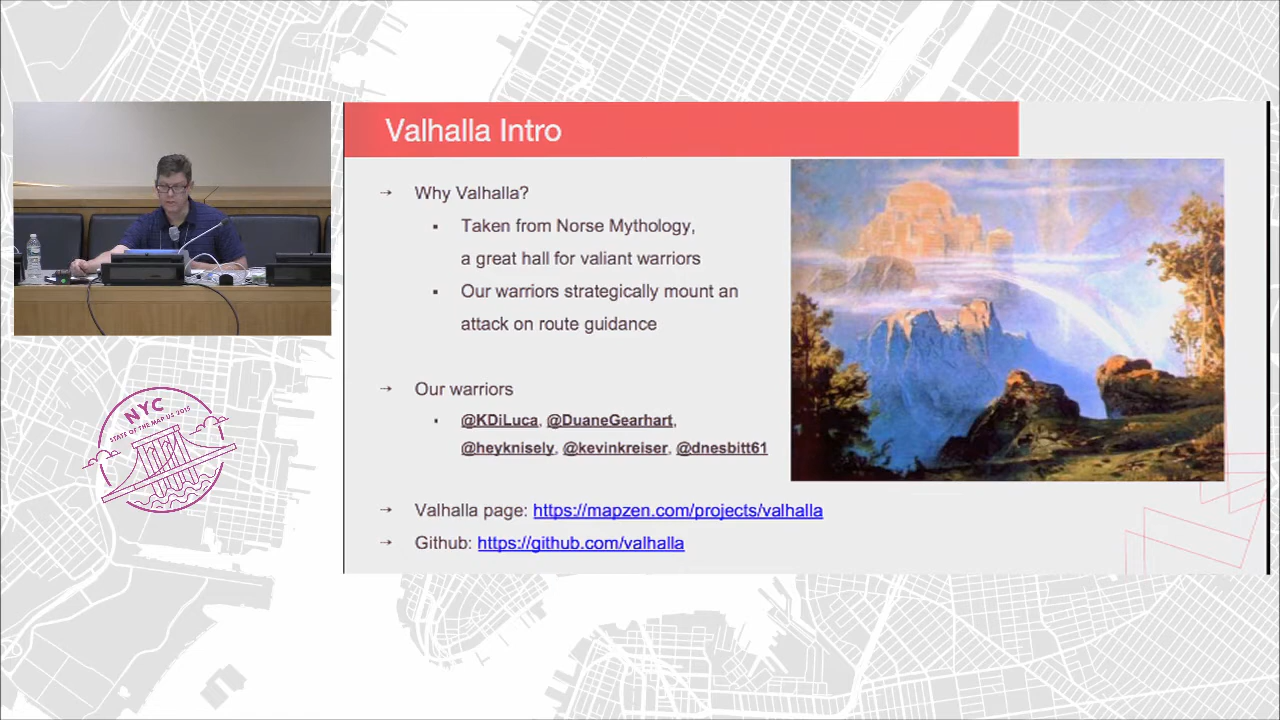 Valhalla Intro
→ Why Valhalla?
▪ Taken from Norse Mythology,
a great hall for valiant warriors
▪ Our warriors strategically mount an
attack on route guidance
→ Our warriors
▪ @KDiLuca, @DuaneGearhart,
@heyknisely, @kevinkreiser, @dnesbitt61
→ Valhalla page: https://mapzen.com/projects/valhalla
→ Github: https://github.com/valhalla
NYC
STATE OF THE MAP US 2015